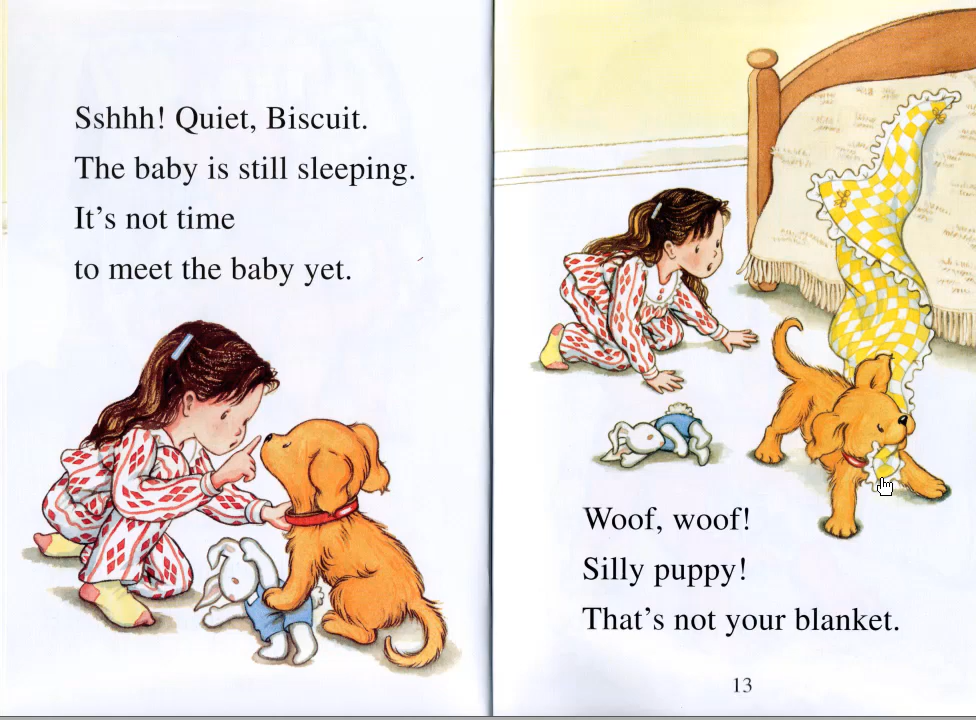 Sshhh! Quiet, Biscuit.
The baby is still sleeping.
It’s not time
to meet the baby yet.
Woof, woof!
Silly puppy!
That’s not your blanket.
13